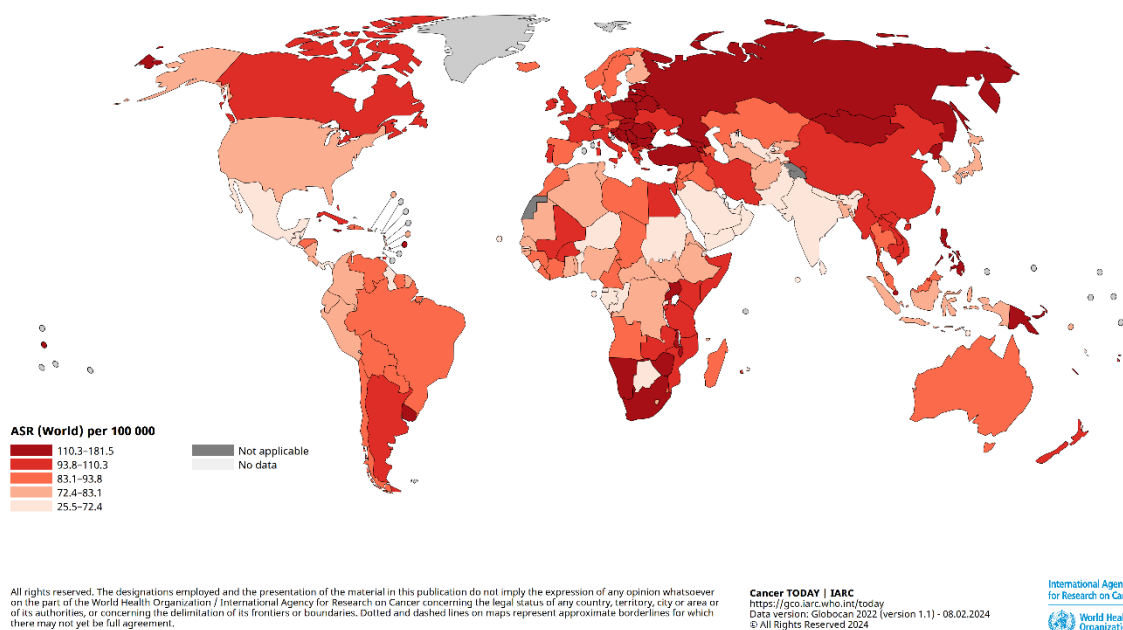 ASR (World) per 100 000
110.3–181.5
93.8–110.3
83.1–93.8
72.4–83.1
25.5–72.4
Not applicable
No data
All rights reserved. The designations employed and the presentation of the material in this publication do not imply the expression of any opinion whatsoever
on the part of the World Health Organization / International Agency for Research on Cancer concerning the legal status of any country, territory, city or area or
of its authorities, or concerning the delimitation of its frontiers or boundaries. Dotted and dashed lines on maps represent approximate borderlines for which
there may not yet be full agreement.
Cancer TODAY | IARC
https://gco.iarc.who.int/today
Data version: Globocan 2022 (version 1.1) - 08.02.2024
© All Rights Reserved 2024
International Agen
for Research on Can
World Hea
Organizatio